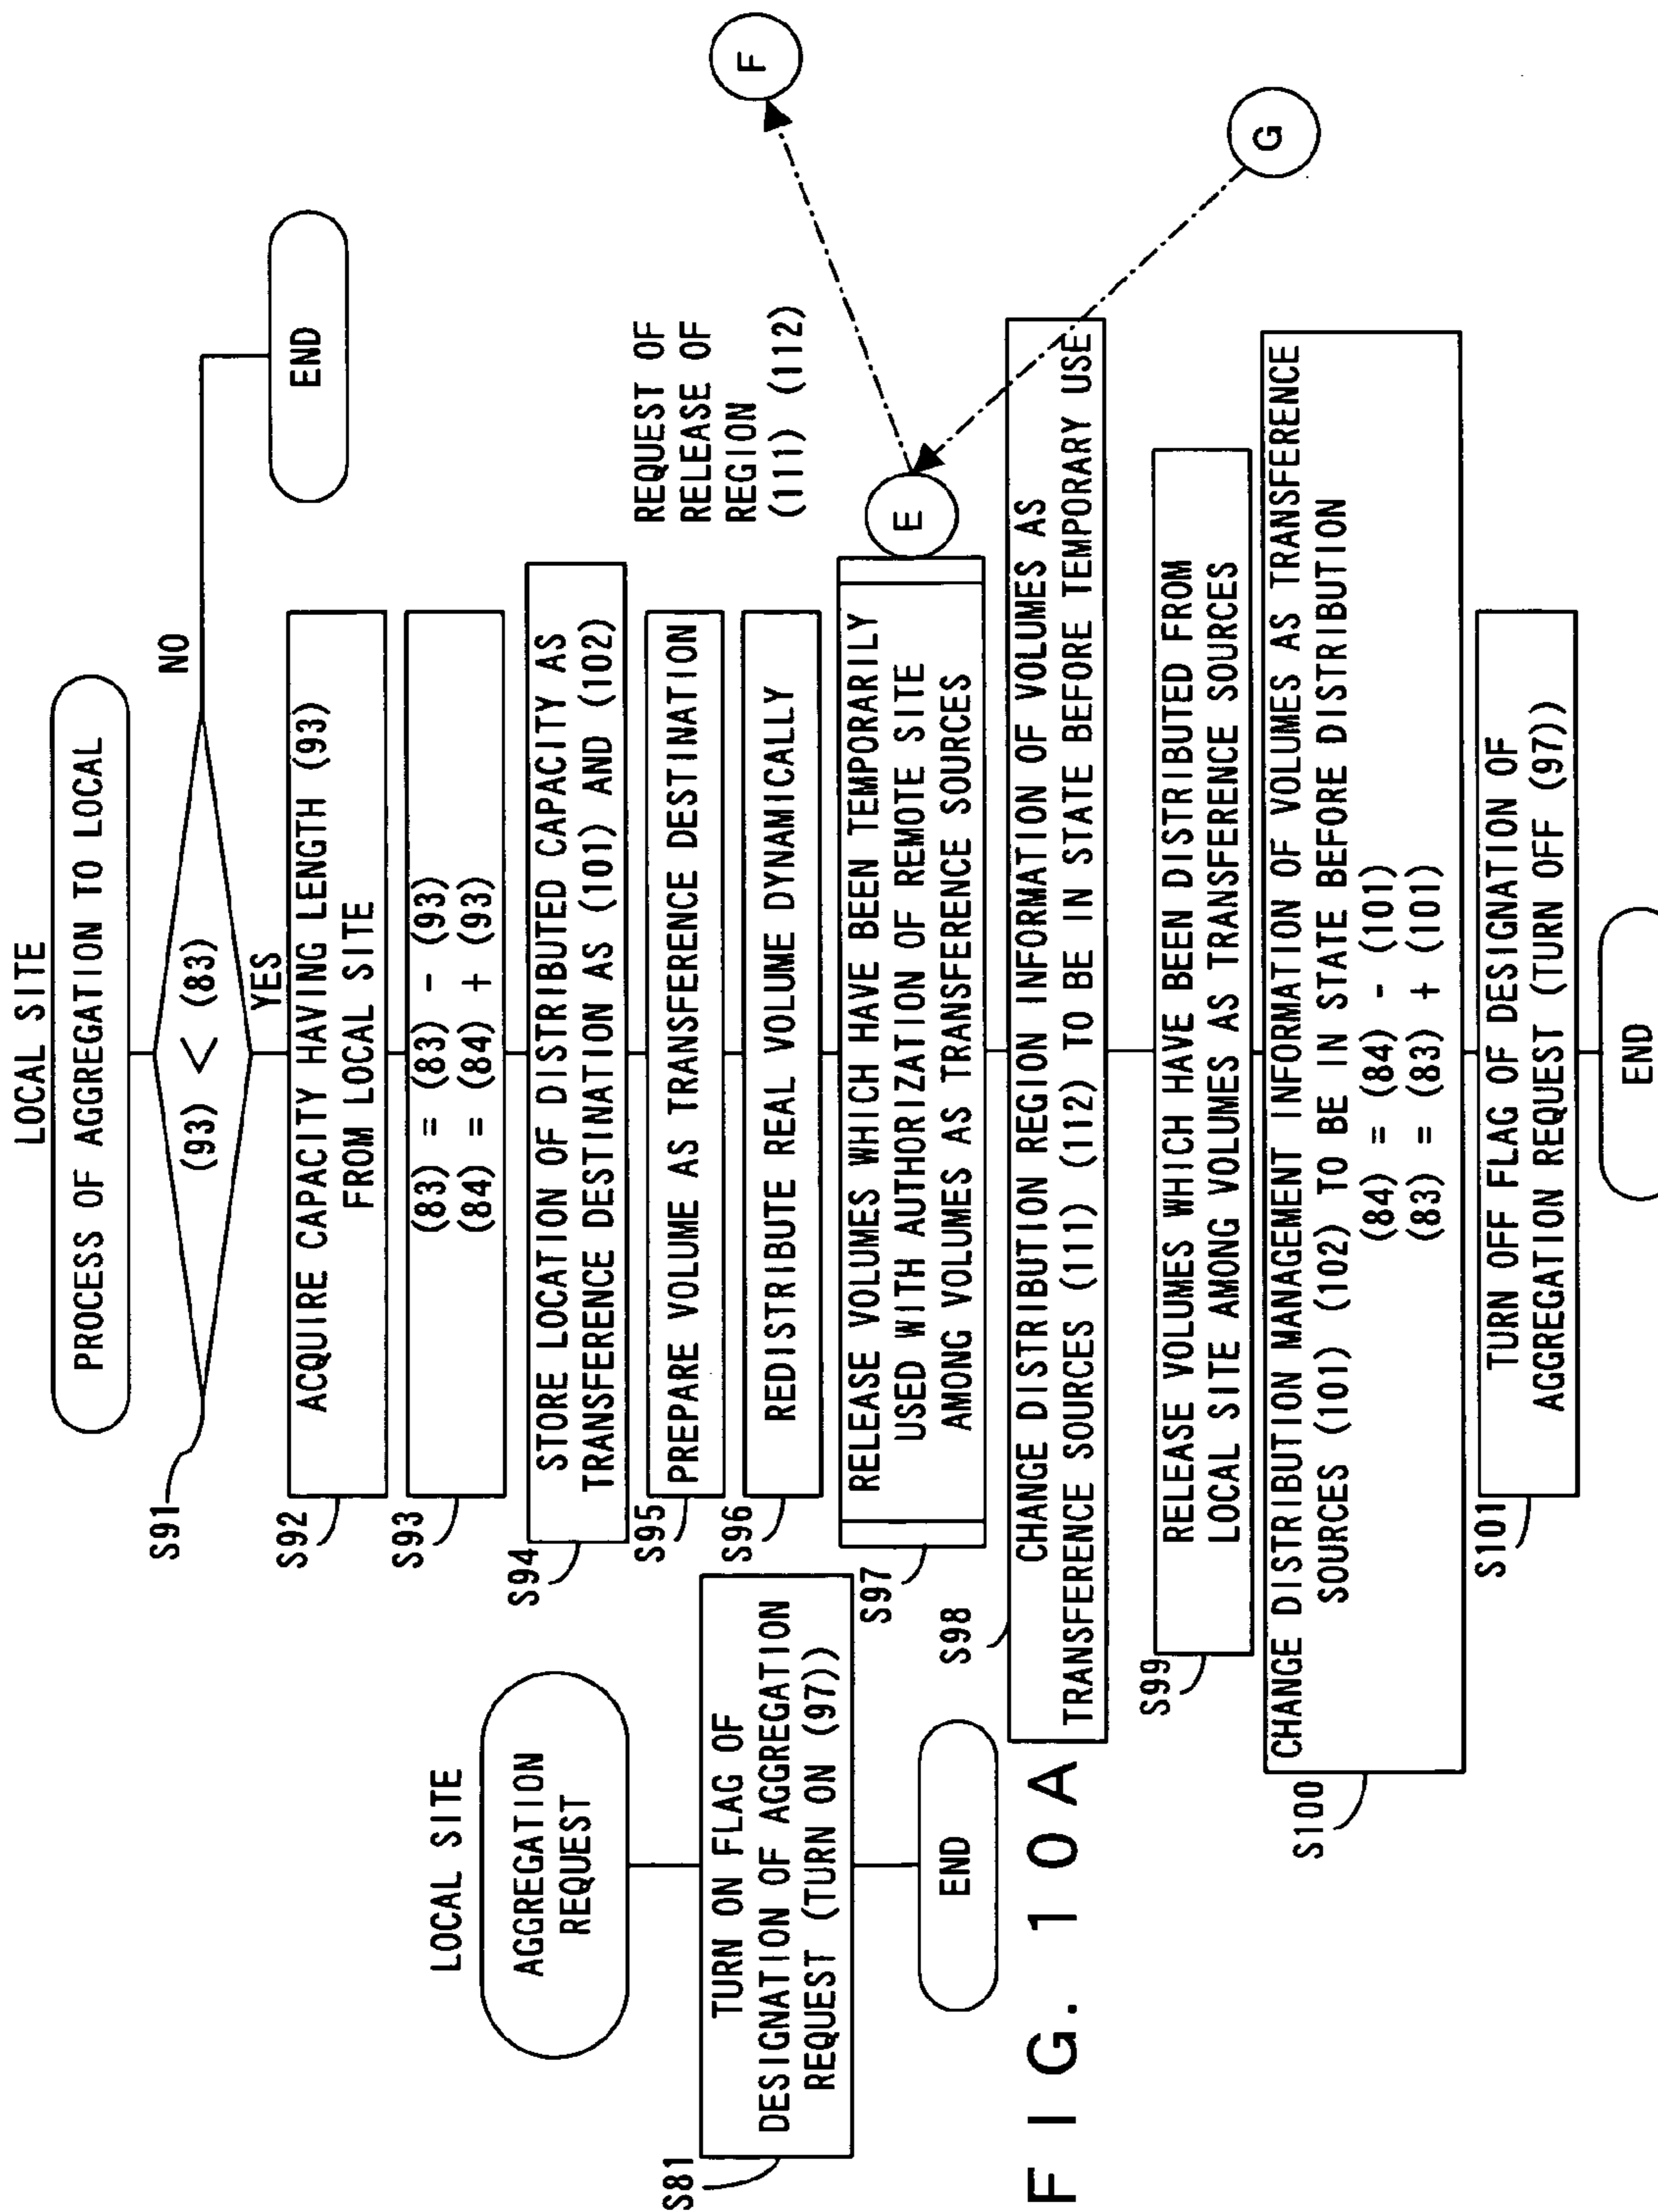 LOCAL SITE
AGGREGATION
REQUEST
S81
TURN ON FLAG OF
DESIGNATION OF AGGREGATION
REQUEST (TURN ON (97))
END
FIG. 10A
LOCAL SITE
PROCESS OF AGGREGATION TO LOCAL
S91
(93) < (83)
NO
END
YES
S92
ACQUIRE CAPACITY HAVING LENGTH (93)
FROM LOCAL SITE
S93
(83) = (83) - (93)
(84) = (84) + (93)
S94
STORE LOCATION OF DISTRIBUTED CAPACITY AS
TRANSFERENCE DESTINATION AS (101) AND (102)
S95
PREPARE VOLUME AS TRANSFERENCE DESTINATION
S96
REDISTRIBUTE REAL VOLUME DYNAMICALLY
REQUEST OF
RELEASE OF
REGION
(111) (112)
F
S97
RELEASE VOLUMES WHICH HAVE BEEN TEMPORARILY
USED WITH AUTHORIZATION OF REMOTE SITE
AMONG VOLUMES AS TRANSFERENCE SOURCES
E
S98
CHANGE DISTRIBUTION REGION INFORMATION OF VOLUMES AS
TRANSFERENCE SOURCES (111) (112) TO BE IN STATE BEFORE TEMPORARY USE
G
S99
RELEASE VOLUMES WHICH HAVE BEEN DISTRIBUTED FROM
LOCAL SITE AMONG VOLUMES AS TRANSFERENCE SOURCES
S100
CHANGE DISTRIBUTION MANAGEMENT INFORMATION OF VOLUMES AS TRANSFERENCE
SOURCES (101) (102) TO BE IN STATE BEFORE DISTRIBUTION
(84) = (84) - (101)
(83) = (83) + (101)
S101
TURN OFF FLAG OF DESIGNATION OF
AGGREGATION REQUEST (TURN OFF (97))
END